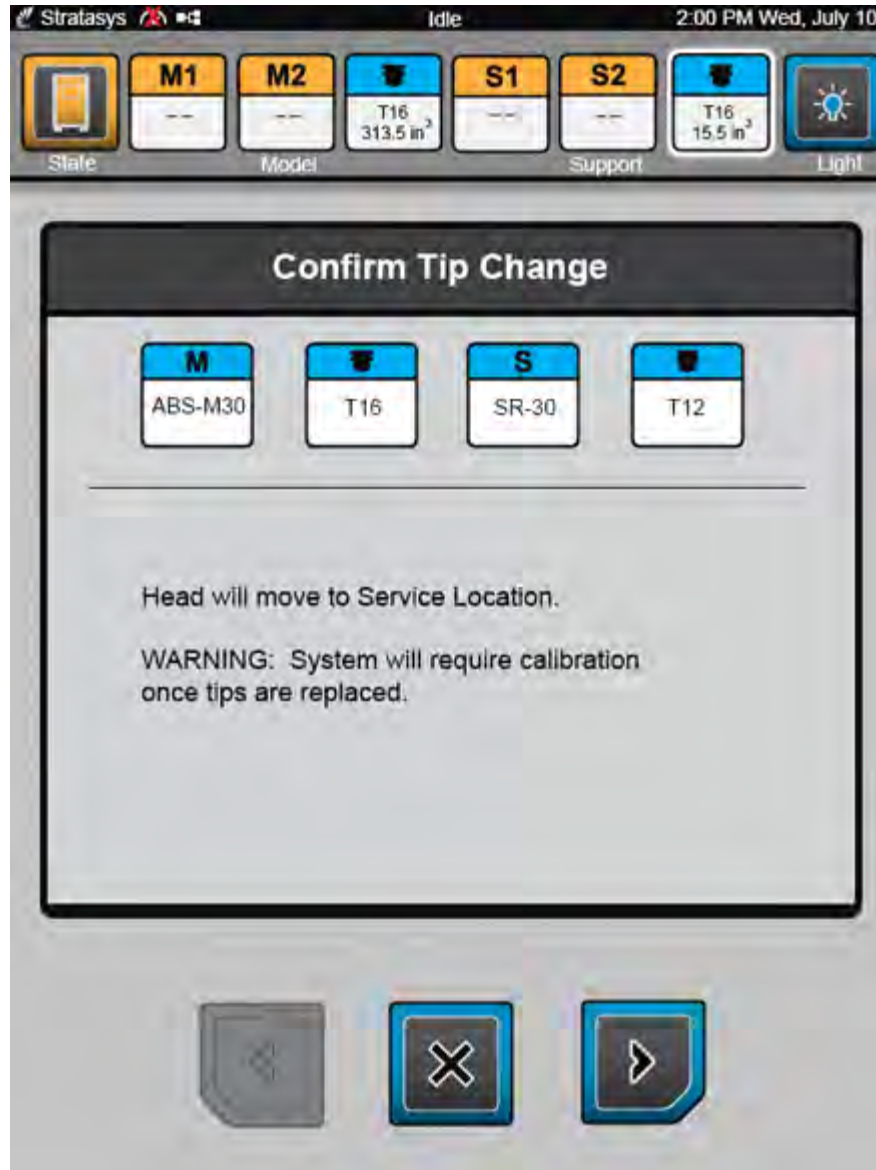 Stratasys Idle 2:00 PM Wed, July 10
M1 M2 S1 S2
-- -- T16 -- -- T16
313.5 in³ 15.5 in³
State Model Support Light
Confirm Tip Change
M S
ABS-M30 T16 SR-30 T12
Head will move to Service Location.
WARNING: System will require calibration
once tips are replaced.